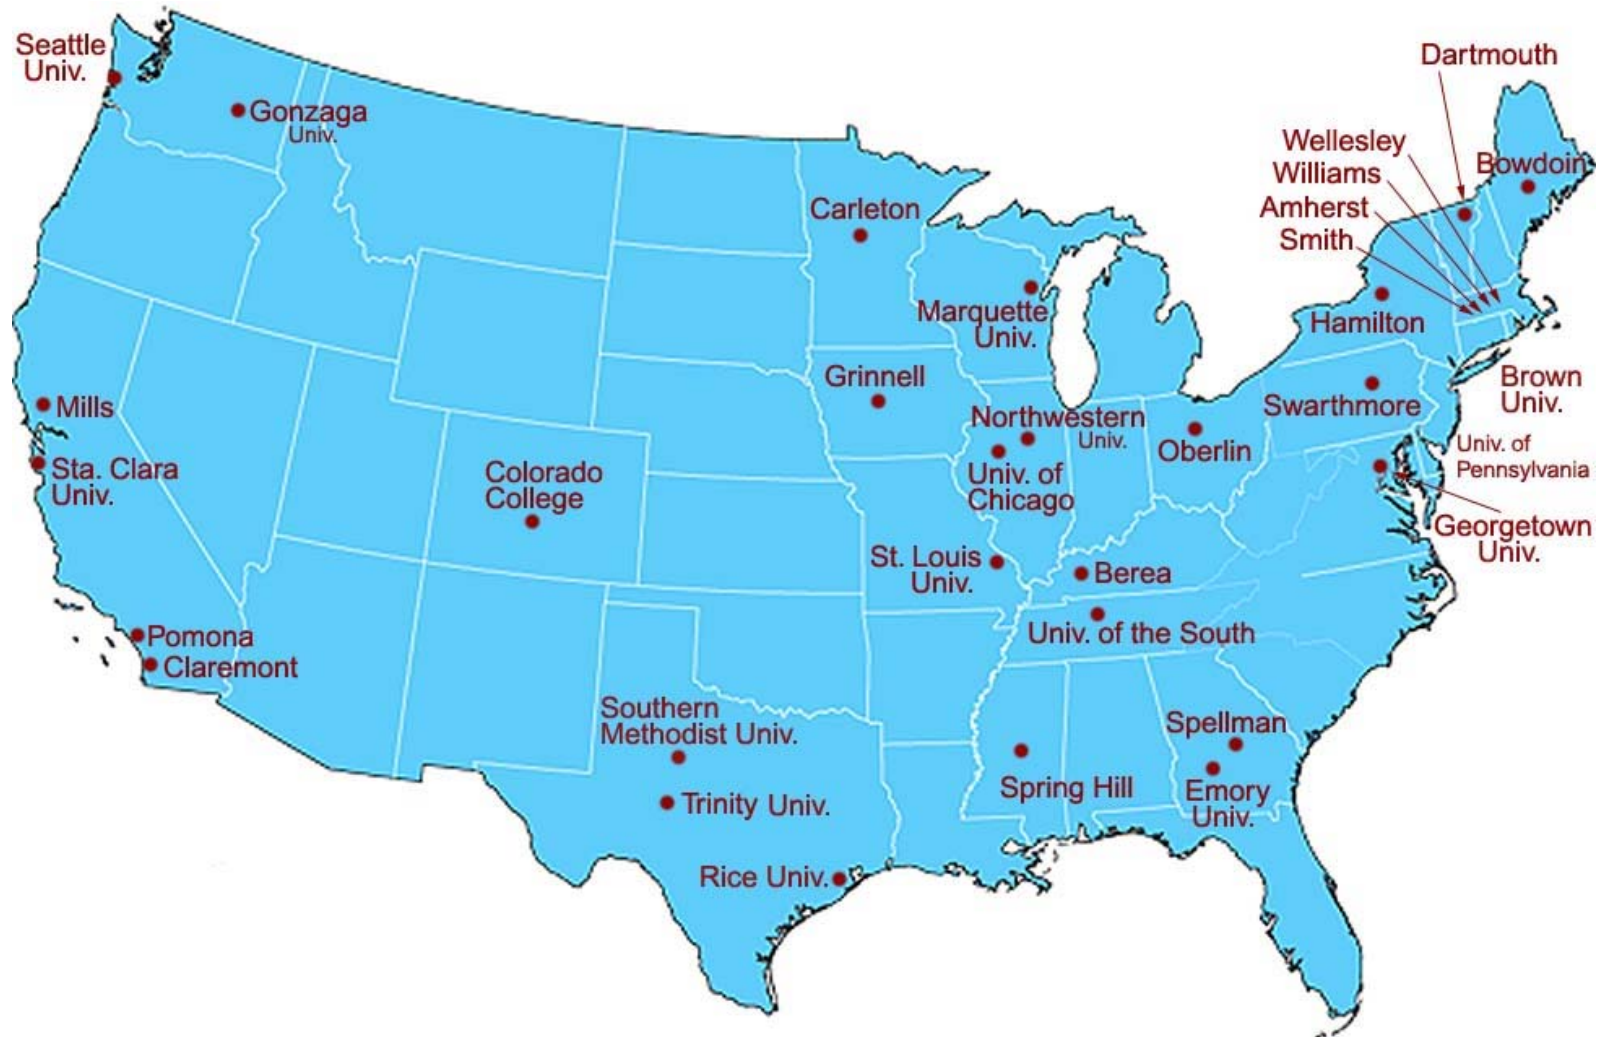 Seattle
Univ.
Gonzaga
Univ.
Dartmouth
Wellesley
Williams
Amherst
Smith
Bowdoin
Carleton
Marquette
Univ.
Hamilton
Grinnell
Brown
Univ.
Swarthmore
Mills
Northwestern
Univ.
Oberlin
Univ. of
Pennsylvania
Sta. Clara
Univ.
Colorado
College
Univ. of
Chicago
Georgetown
Univ.
St. Louis
Univ.
Berea
Univ. of the South
Pomona
Claremont
Southern
Methodist Univ.
Spellman
Trinity Univ.
Spring Hill
Emory
Univ.
Rice Univ.